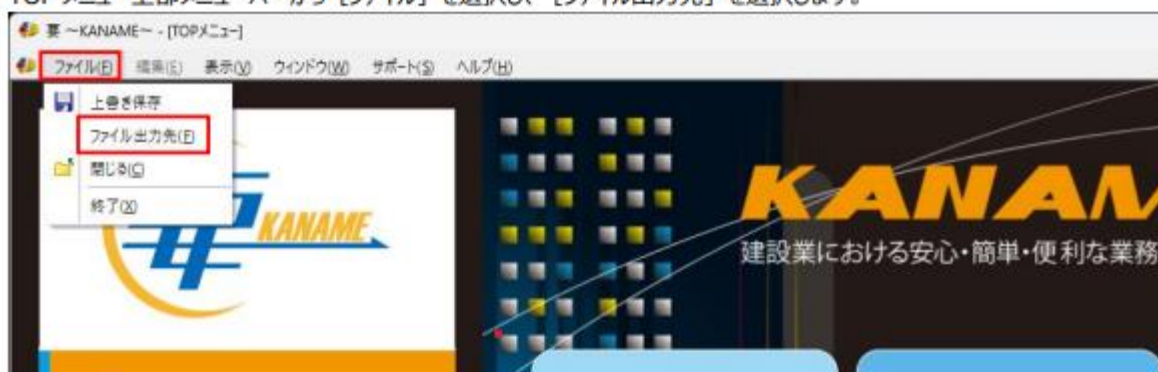 TOP メニュー上部メニューバーから「ファイル」を選択し、「ファイル出力先」を選択します。
要 ～KANAME～ - [TOPメニュー]
ファイル(F) 編集(E) 表示(V) ウィンドウ(W) サポート(S) ヘルプ(H)
上書き保存
ファイル出力先(F)
閉じる(C)
終了(X)
要 KANAME
KANAM
建設業における安心・簡単・便利な業務